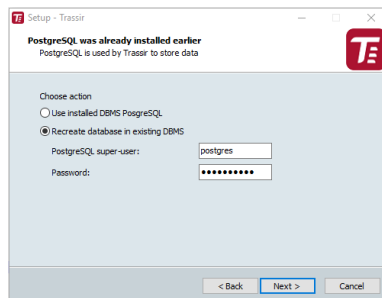 Setup - Trassir
PostgreSQL was already installed earlier
PostgreSQL is used by Trassir to store data
Choose action
Use installed DBMS PosgreSQL
Recreate database in existing DBMS
PostgreSQL super-user: postgres
Password: ●●●●●●●●●●
< Back Next > Cancel